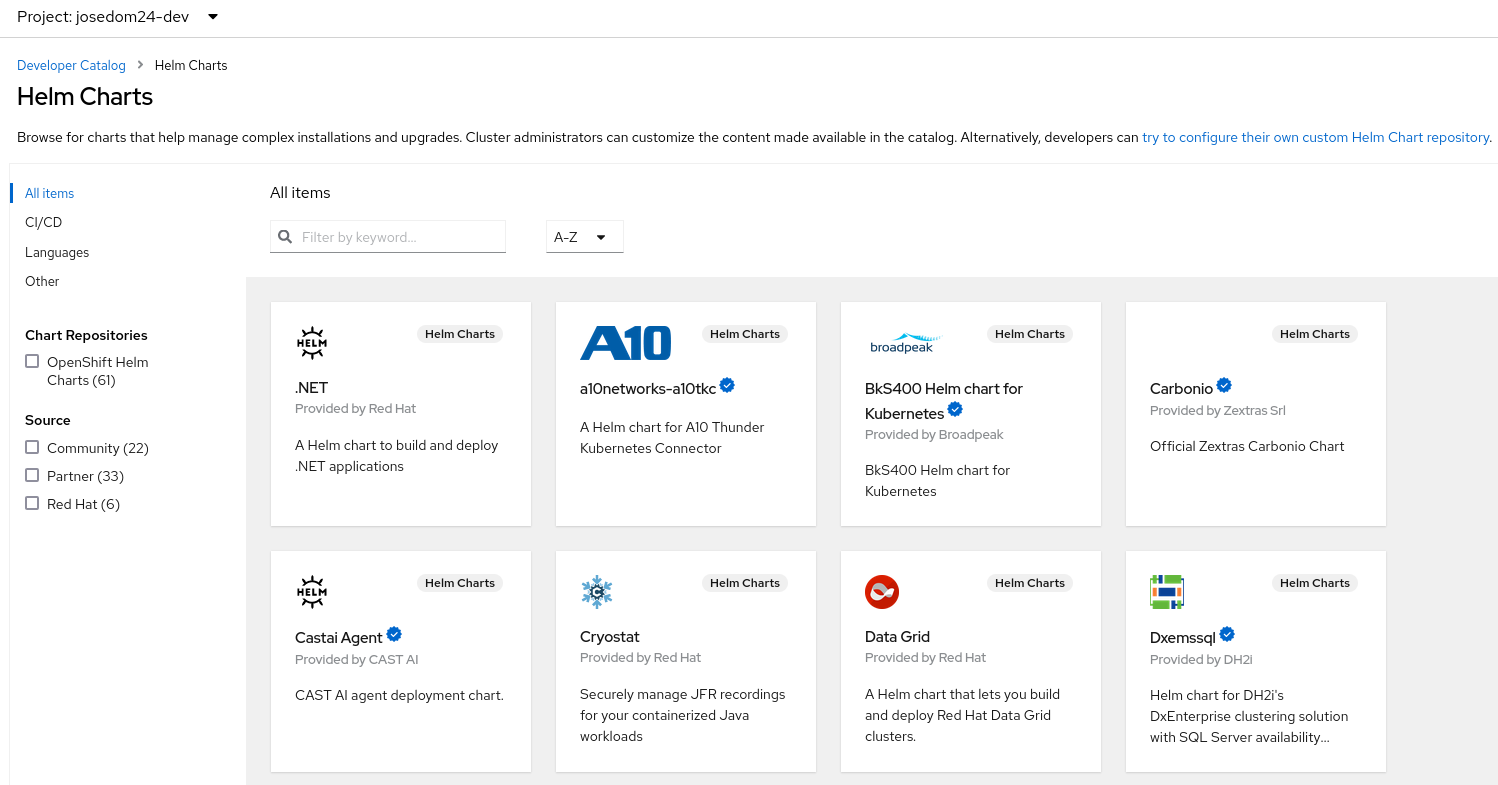 Project: josedom24-dev
Developer Catalog > Helm Charts
Helm Charts
Browse for charts that help manage complex installations and upgrades. Cluster administrators can customize the content made available in the catalog. Alternatively, developers can try to configure their own custom Helm Chart repository.
All items
CI/CD
Languages
Other
Chart Repositories
OpenShift Helm
Charts (61)
Source
Community (22)
Partner (33)
Red Hat (6)
All items
Filter by keyword...
A-Z
HELM
Helm Charts
.NET
Provided by Red Hat
A Helm chart to build and deploy
.NET applications
A10
Helm Charts
a10networks-a10tkc
A Helm chart for A10 Thunder
Kubernetes Connector
broadpeak
Helm Charts
BkS400 Helm chart for
Kubernetes
Provided by Broadpeak
BkS400 Helm chart for
Kubernetes
Helm Charts
Carbonio
Provided by Zextras Srl
Official Zextras Carbonio Chart
HELM
Helm Charts
Castai Agent
Provided by CAST AI
CAST AI agent deployment chart.
C
Helm Charts
Cryostat
Provided by Red Hat
Securely manage JFR recordings
for your containerized Java
workloads
Helm Charts
Data Grid
Provided by Red Hat
A Helm chart that lets you build
and deploy Red Hat Data Grid
clusters.
Helm Charts
Dxemssql
Provided by DH2i
Helm chart for DH2i's
DxEnterprise clustering solution
with SQL Server availability...